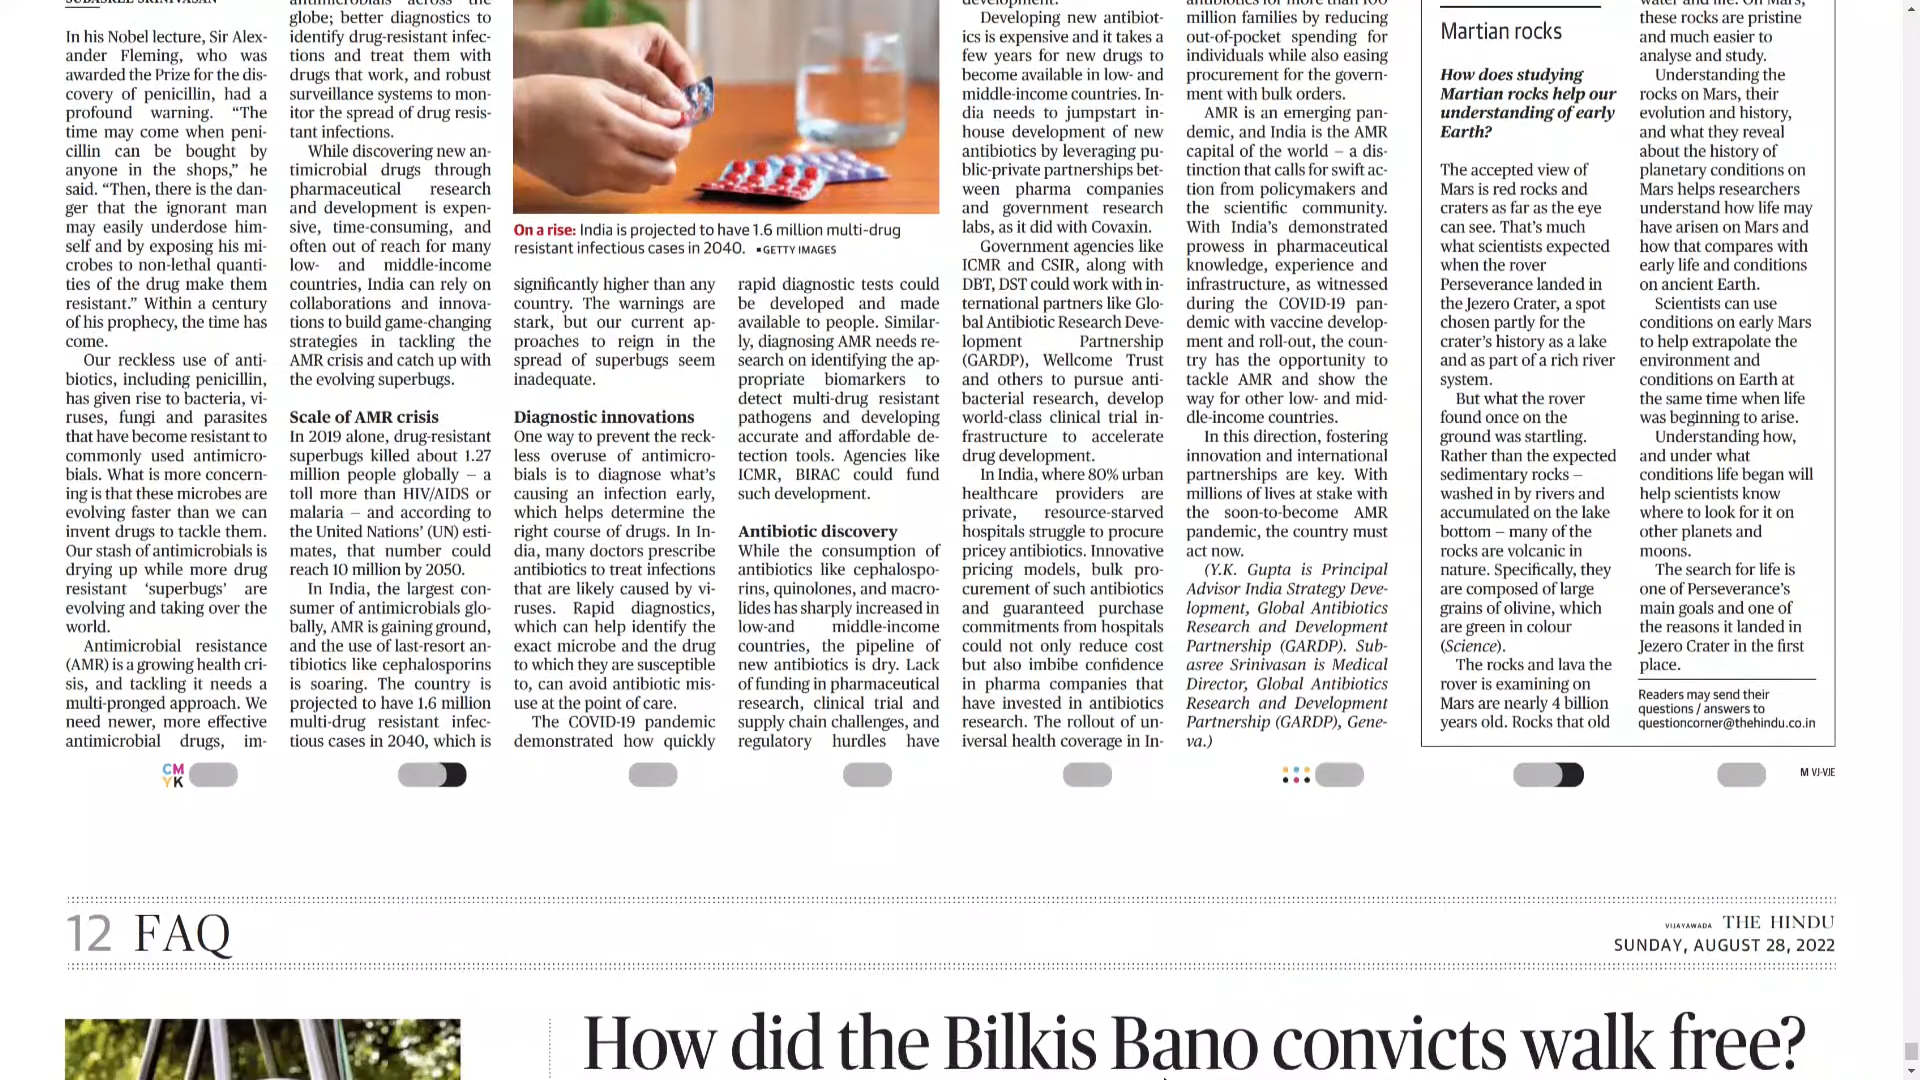 SUBASREE SRINIVASAN
In his Nobel lecture, Sir Alex-
ander Fleming, who was
awarded the Prize for the dis-
covery of penicillin, had a
profound warning. “The
time may come when peni-
cillin can be bought by
anyone in the shops,” he
said. “Then, there is the dan-
ger that the ignorant man
may easily underdose him-
self and by exposing his mi-
crobes to non-lethal quanti-
ties of the drug make them
resistant.” Within a century
of his prophecy, the time has
come.
Our reckless use of anti-
biotics, including penicillin,
has given rise to bacteria, vi-
ruses, fungi and parasites
that have become resistant to
commonly used antimicro-
bials. What is more concern-
ing is that these microbes are
evolving faster than we can
invent drugs to tackle them.
Our stash of antimicrobials is
drying up while more drug
resistant ‘superbugs’ are
evolving and taking over the
world.
Antimicrobial resistance
(AMR) is a growing health cri-
sis, and tackling it needs a
multi-pronged approach. We
need newer, more effective
antimicrobial drugs, im-
antimicrobials across the
globe; better diagnostics to
identify drug-resistant infec-
tions and treat them with
drugs that work, and robust
surveillance systems to mon-
itor the spread of drug resis-
tant infections.
While discovering new an-
timicrobial drugs through
pharmaceutical research
and development is expen-
sive, time-consuming, and
often out of reach for many
low- and middle-income
countries, India can rely on
collaborations and innova-
tions to build game-changing
strategies in tackling the
AMR crisis and catch up with
the evolving superbugs.
Scale of AMR crisis
In 2019 alone, drug-resistant
superbugs killed about 1.27
million people globally – a
toll more than HIV/AIDS or
malaria – and according to
the United Nations’ (UN) esti-
mates, that number could
reach 10 million by 2050.
In India, the largest con-
sumer of antimicrobials glo-
bally, AMR is gaining ground,
and the use of last-resort an-
tibiotics like cephalosporins
is soaring. The country is
projected to have 1.6 million
multi-drug resistant infec-
tious cases in 2040, which is
On a rise: India is projected to have 1.6 million multi-drug
resistant infectious cases in 2040. ▪ GETTY IMAGES
significantly higher than any
country. The warnings are
stark, but our current ap-
proaches to reign in the
spread of superbugs seem
inadequate.
Diagnostic innovations
One way to prevent the reck-
less overuse of antimicro-
bials is to diagnose what’s
causing an infection early,
which helps determine the
right course of drugs. In In-
dia, many doctors prescribe
antibiotics to treat infections
that are likely caused by vi-
ruses. Rapid diagnostics,
which can help identify the
exact microbe and the drug
to which they are susceptible
to, can avoid antibiotic mis-
use at the point of care.
The COVID-19 pandemic
demonstrated how quickly
rapid diagnostic tests could
be developed and made
available to people. Similar-
ly, diagnosing AMR needs re-
search on identifying the ap-
propriate biomarkers to
detect multi-drug resistant
pathogens and developing
accurate and affordable de-
tection tools. Agencies like
ICMR, BIRAC could fund
such development.
Antibiotic discovery
While the consumption of
antibiotics like cephalospo-
rins, quinolones, and macro-
lides has sharply increased in
low-and middle-income
countries, the pipeline of
new antibiotics is dry. Lack
of funding in pharmaceutical
research, clinical trial and
supply chain challenges, and
regulatory hurdles have
development.
Developing new antibiot-
ics is expensive and it takes a
few years for new drugs to
become available in low- and
middle-income countries. In-
dia needs to jumpstart in-
house development of new
antibiotics by leveraging pu-
blic-private partnerships bet-
ween pharma companies
and government research
labs, as it did with Covaxin.
Government agencies like
ICMR and CSIR, along with
DBT, DST could work with in-
ternational partners like Glo-
bal Antibiotic Research Deve-
lopment Partnership
(GARDP), Wellcome Trust
and others to pursue anti-
bacterial research, develop
world-class clinical trial in-
frastructure to accelerate
drug development.
In India, where 80% urban
healthcare providers are
private, resource-starved
hospitals struggle to procure
pricey antibiotics. Innovative
pricing models, bulk pro-
curement of such antibiotics
and guaranteed purchase
commitments from hospitals
could not only reduce cost
but also imbibe confidence
in pharma companies that
have invested in antibiotics
research. The rollout of un-
iversal health coverage in In-
antibiotics for more than 100
million families by reducing
out-of-pocket spending for
individuals while also easing
procurement for the govern-
ment with bulk orders.
AMR is an emerging pan-
demic, and India is the AMR
capital of the world – a dis-
tinction that calls for swift ac-
tion from policymakers and
the scientific community.
With India’s demonstrated
prowess in pharmaceutical
knowledge, experience and
infrastructure, as witnessed
during the COVID-19 pan-
demic with vaccine develop-
ment and roll-out, the coun-
try has the opportunity to
tackle AMR and show the
way for other low- and mid-
dle-income countries.
In this direction, fostering
innovation and international
partnerships are key. With
millions of lives at stake with
the soon-to-become AMR
pandemic, the country must
act now.
(Y.K. Gupta is Principal
Advisor India Strategy Deve-
lopment, Global Antibiotics
Research and Development
Partnership (GARDP). Sub-
asree Srinivasan is Medical
Director, Global Antibiotics
Research and Development
Partnership (GARDP), Gene-
va.)
Martian rocks
How does studying
Martian rocks help our
understanding of early
Earth?
The accepted view of
Mars is red rocks and
craters as far as the eye
can see. That’s much
what scientists expected
when the rover
Perseverance landed in
the Jezero Crater, a spot
chosen partly for the
crater’s history as a lake
and as part of a rich river
system.
But what the rover
found once on the
ground was startling.
Rather than the expected
sedimentary rocks –
washed in by rivers and
accumulated on the lake
bottom – many of the
rocks are volcanic in
nature. Specifically, they
are composed of large
grains of olivine, which
are green in colour
(Science).
The rocks and lava the
rover is examining on
Mars are nearly 4 billion
years old. Rocks that old
water and life. On Mars,
these rocks are pristine
and much easier to
analyse and study.
Understanding the
rocks on Mars, their
evolution and history,
and what they reveal
about the history of
planetary conditions on
Mars helps researchers
understand how life may
have arisen on Mars and
how that compares with
early life and conditions
on ancient Earth.
Scientists can use
conditions on early Mars
to help extrapolate the
environment and
conditions on Earth at
the same time when life
was beginning to arise.
Understanding how,
and under what
conditions life began will
help scientists know
where to look for it on
other planets and
moons.
The search for life is
one of Perseverance’s
main goals and one of
the reasons it landed in
Jezero Crater in the first
place.
Readers may send their
questions / answers to
questioncorner@thehindu.co.in
CM
YK
M VJ-VJE
12 FAQ
VIJAYAWADA THE HINDU
SUNDAY, AUGUST 28, 2022
How did the Bilkis Bano convicts walk free?